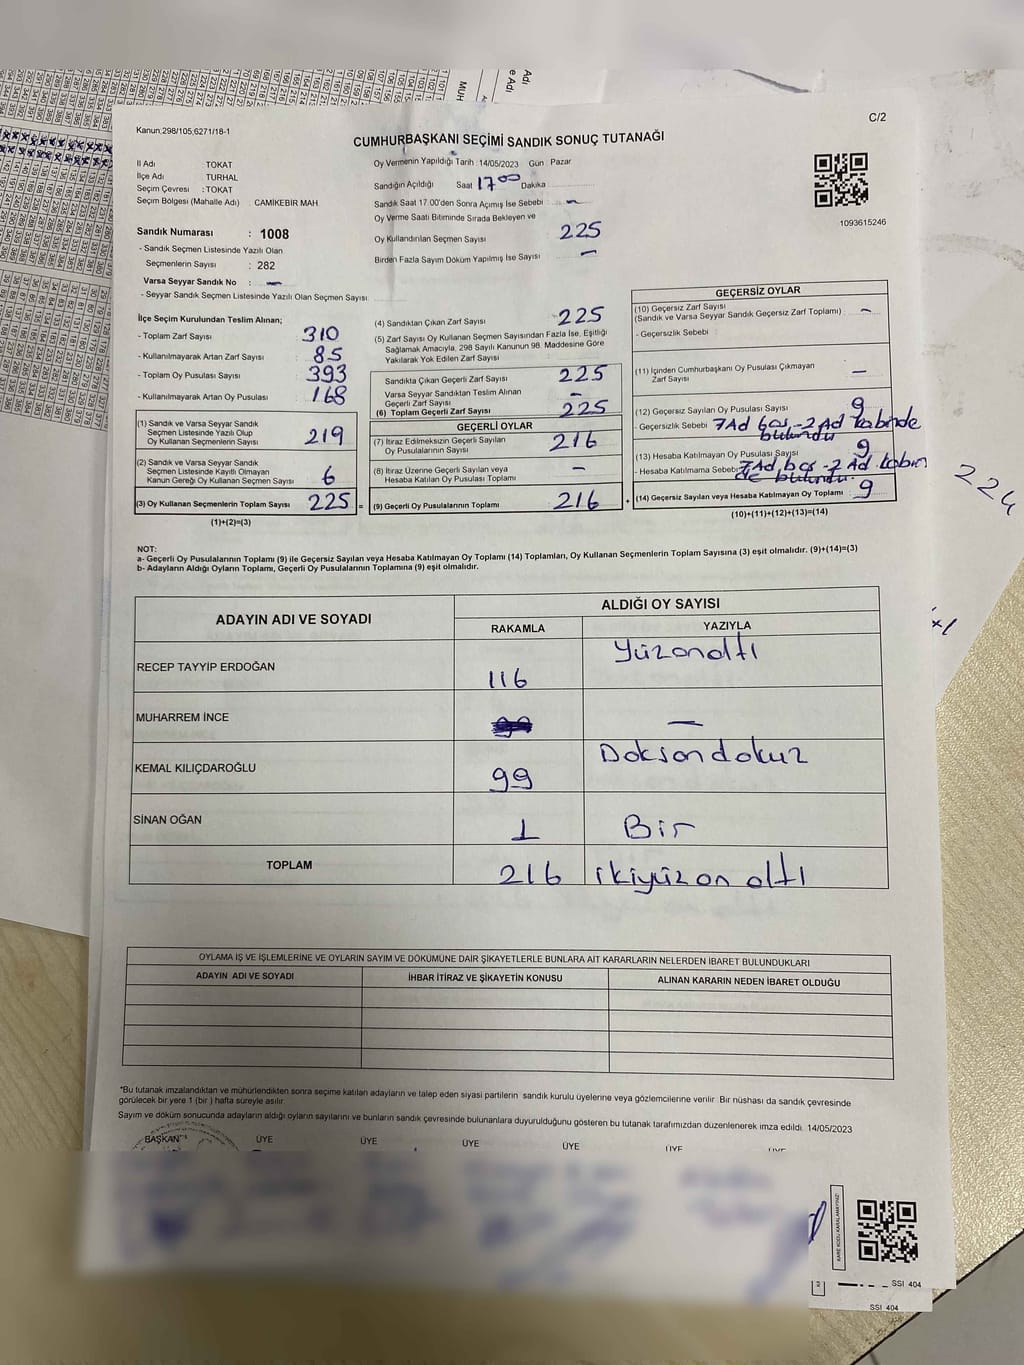 C/2
Kanun;298/105,6271/18-1
CUMHURBAŞKANI SEÇİMİ SANDIK SONUÇ TUTANAĞI
İl Adı TOKAT
İlçe Adı TURHAL
Seçim Çevresi : TOKAT
Seçim Bölgesi (Mahalle Adı) : CAMİKEBİR MAH
Sandık Numarası : 1008
- Sandık Seçmen Listesinde Yazılı Olan
Seçmenlerin Sayısı : 282
Varsa Seyyar Sandık No : –
- Seyyar Sandık Seçmen Listesinde Yazılı Olan Seçmen Sayısı:
Oy Vermenin Yapıldığı Tarih :14/05/2023 Gün : Pazar
Sandığın Açıldığı Saat 17 00 Dakika
Sandık Saat 17.00'den Sonra Açımış İse Sebebi : –
Oy Verme Saati Bitiminde Sırada Bekleyen ve
Oy Kullandırılan Seçmen Sayısı : 225
Birden Fazla Sayım Döküm Yapılmış İse Sayısı : –
1093615246
İlçe Seçim Kurulundan Teslim Alınan;
- Toplam Zarf Sayısı : 310
- Kullanılmayarak Artan Zarf Sayısı : 85
- Toplam Oy Pusulası Sayısı : 393
- Kullanılmayarak Artan Oy Pusulası : 168
(1) Sandık ve Varsa Seyyar Sandık
Seçmen Listesinde Yazılı Olup
Oy Kullanan Seçmenlerin Sayısı 219
(2) Sandık ve Varsa Seyyar Sandık
Seçmen Listesinde Kayıtlı Olmayan
Kanun Gereği Oy Kullanan Seçmen Sayısı 6
(3) Oy Kullanan Seçmenlerin Toplam Sayısı 225
(1)+(2)=(3)
=
(4) Sandıktan Çıkan Zarf Sayısı : 225
(5) Zarf Sayısı Oy Kullanan Seçmen Sayısından Fazla İse, Eşitliği
Sağlamak Amacıyla, 298 Sayılı Kanunun 98. Maddesine Göre
Yakılarak Yok Edilen Zarf Sayısı
Sandıkta Çıkan Geçerli Zarf Sayısı 225
Varsa Seyyar Sandıktan Teslim Alınan
Geçerli Zarf Sayısı –
(6) Toplam Geçerli Zarf Sayısı 225
GEÇERLİ OYLAR
(7) İtiraz Edilmeksizin Geçerli Sayılan
Oy Pusulalarının Sayısı 216
(8) İtiraz Üzerine Geçerli Sayılan veya
Hesaba Katılan Oy Pusulası Toplamı –
(9) Geçerli Oy Pusulalarının Toplamı 216
+
GEÇERSİZ OYLAR
(10) Geçersiz Zarf Sayısı
(Sandık ve Varsa Seyyar Sandık Geçersiz Zarf Toplamı) : –
- Geçersizlik Sebebi :
(11) İçinden Cumhurbaşkanı Oy Pusulası Çıkmayan
Zarf Sayısı –
(12) Geçersiz Sayılan Oy Pusulası Sayısı 9
- Geçersizlik Sebebi 7 Ad boş - 2 Ad kabinde
bulundu
(13) Hesaba Katılmayan Oy Pusulası Sayısı 9
- Hesaba Katılmama Sebebi 7 Ad boş - 2 Ad kabin
de bulundu.
(14) Geçersiz Sayılan veya Hesaba Katılmayan Oy Toplamı : 9
(10)+(11)+(12)+(13)=(14)
224
NOT:
a- Geçerli Oy Pusulalarının Toplamı (9) ile Geçersiz Sayılan veya Hesaba Katılmayan Oy Toplamı (14) Toplamları, Oy Kullanan Seçmenlerin Toplam Sayısına (3) eşit olmalıdır. (9)+(14)=(3)
b- Adayların Aldığı Oyların Toplamı, Geçerli Oy Pusulalarının Toplamına (9) eşit olmalıdır.
ADAYIN ADI VE SOYADI
ALDIĞI OY SAYISI
RAKAMLA YAZIYLA
RECEP TAYYİP ERDOĞAN 116 Yüzonaltı
MUHARREM İNCE –
KEMAL KILIÇDAROĞLU 99 Doksandokuz
SİNAN OĞAN 1 Bir
TOPLAM 216 ikiyüzonaltı
OYLAMA İŞ VE İŞLEMLERİNE VE OYLARIN SAYIM VE DÖKÜMÜNE DAİR ŞİKAYETLERLE BUNLARA AİT KARARLARIN NELERDEN İBARET BULUNDUKLARI
ADAYIN ADI VE SOYADI İHBAR İTİRAZ VE ŞİKAYETİN KONUSU ALINAN KARARIN NEDEN İBARET OLDUĞU
*Bu tutanak imzalandıktan ve mühürlendikten sonra seçime katılan adayların ve talep eden siyasi partilerin sandık kurulu üyelerine veya gözlemcilerine verilir. Bir nüshası da sandık çevresinde
görülecek bir yere 1 (bir ) hafta süreyle asılır.
Sayım ve döküm sonucunda adayların aldığı oyların sayılarını ve bunların sandık çevresinde bulunanlara duyurulduğunu gösteren bu tutanak tarafımızdan düzenlenerek imza edildi. 14/05/2023
BAŞKAN ÜYE ÜYE ÜYE ÜYE ÜYE ÜYE
KARE KODU KARALAMAYINIZ!
SSI 404
SSI 404